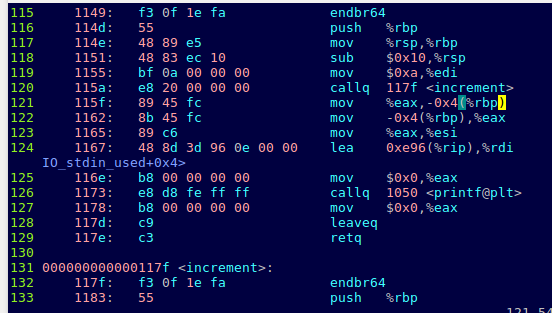 115     1149:   f3 0f 1e fa             endbr64
116     114d:   55                      push   %rbp
117     114e:   48 89 e5                mov    %rsp,%rbp
118     1151:   48 83 ec 10             sub    $0x10,%rsp
119     1155:   bf 0a 00 00 00          mov    $0xa,%edi
120     115a:   e8 20 00 00 00          callq  117f <increment>
121     115f:   89 45 fc                mov    %eax,-0x4(%rbp)
122     1162:   8b 45 fc                mov    -0x4(%rbp),%eax
123     1165:   89 c6                   mov    %eax,%esi
124     1167:   48 8d 3d 96 0e 00 00    lea    0xe96(%rip),%rdi
IO_stdin_used+0x4>
125     116e:   b8 00 00 00 00          mov    $0x0,%eax
126     1173:   e8 d8 fe ff ff          callq  1050 <printf@plt>
127     1178:   b8 00 00 00 00          mov    $0x0,%eax
128     117d:   c9                      leaveq
129     117e:   c3                      retq
130
131 000000000000117f <increment>:
132     117f:   f3 0f 1e fa             endbr64
133     1183:   55                      push   %rbp